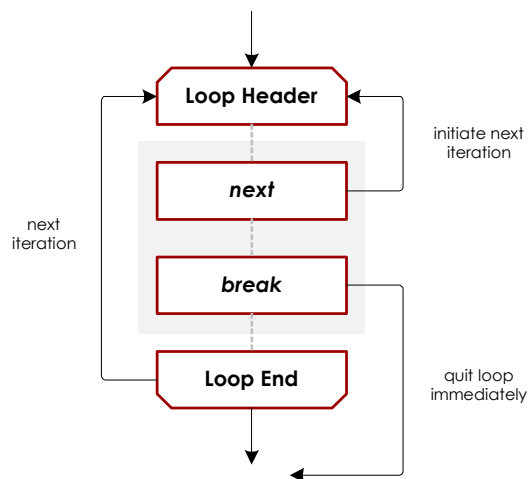 Loop Header
initiate next
iteration
next
next
iteration
break
Loop End
quit loop
immediately